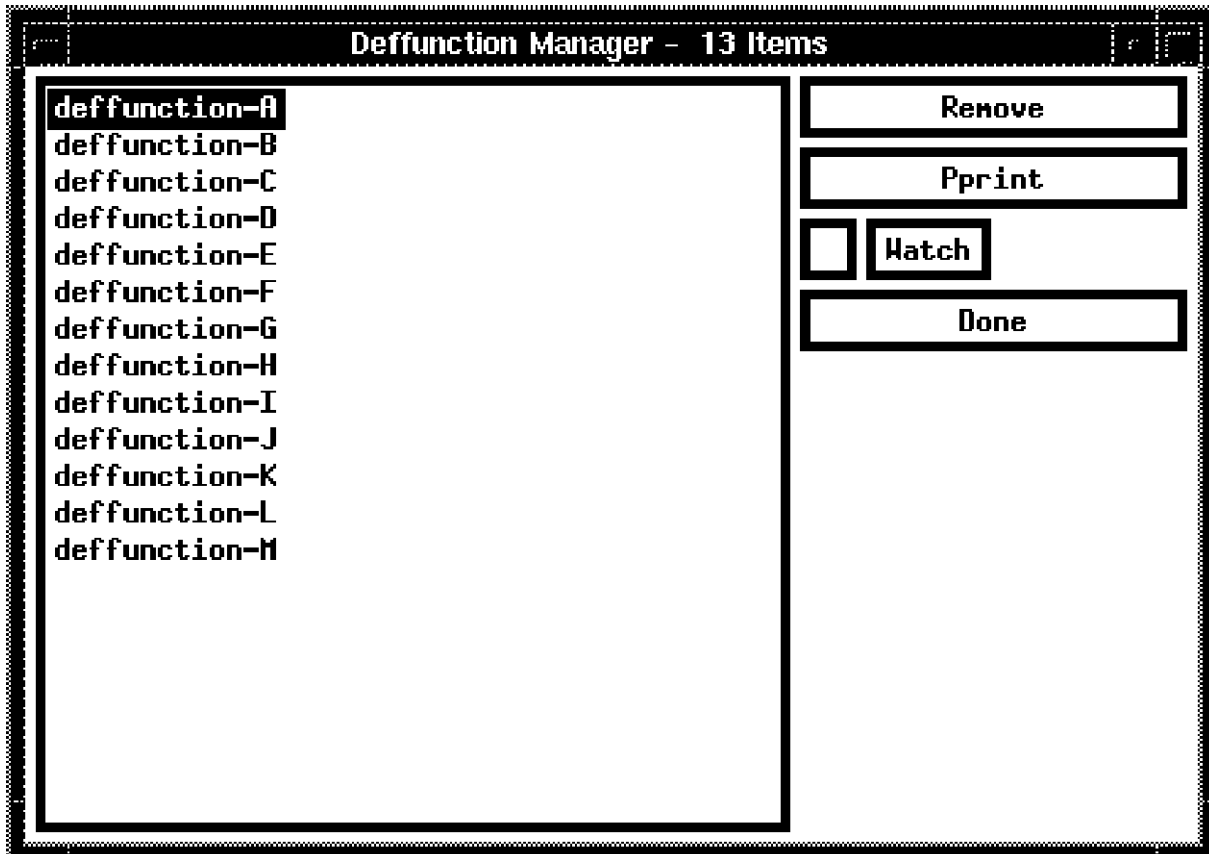 Deffunction Manager - 13 Items
deffunction-A
deffunction-B
deffunction-C
deffunction-D
deffunction-E
deffunction-F
deffunction-G
deffunction-H
deffunction-I
deffunction-J
deffunction-K
deffunction-L
deffunction-M
Remove
Pprint
Watch
Done